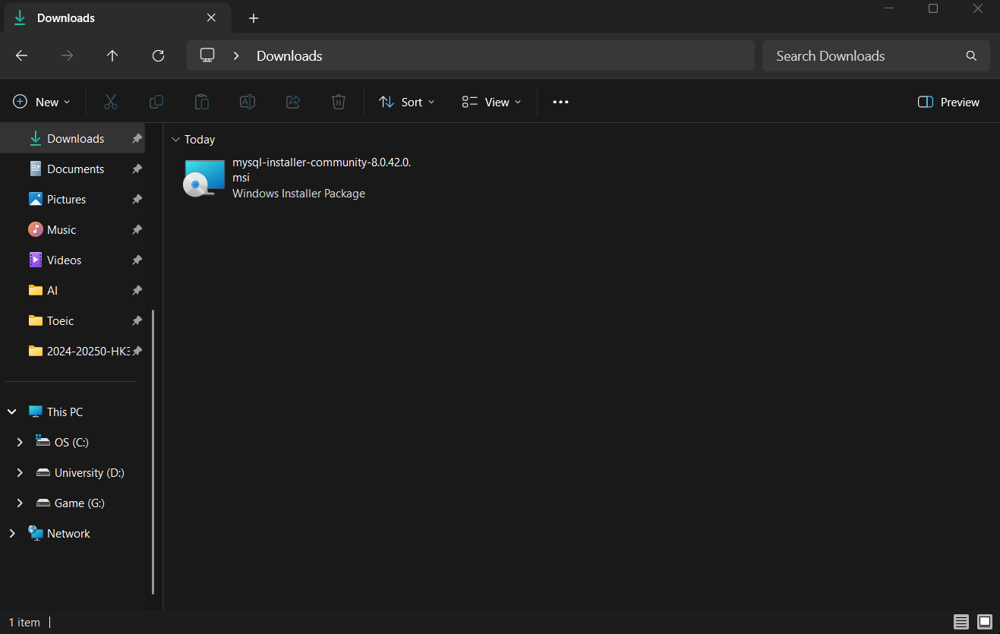 Downloads
Downloads
Search Downloads
New
Sort
View
Preview
Downloads
Documents
Pictures
Music
Videos
AI
Toeic
2024-20250-HK3
This PC
OS (C:)
University (D:)
Game (G:)
Network
Today
mysql-installer-community-8.0.42.0.
msi
Windows Installer Package
1 item